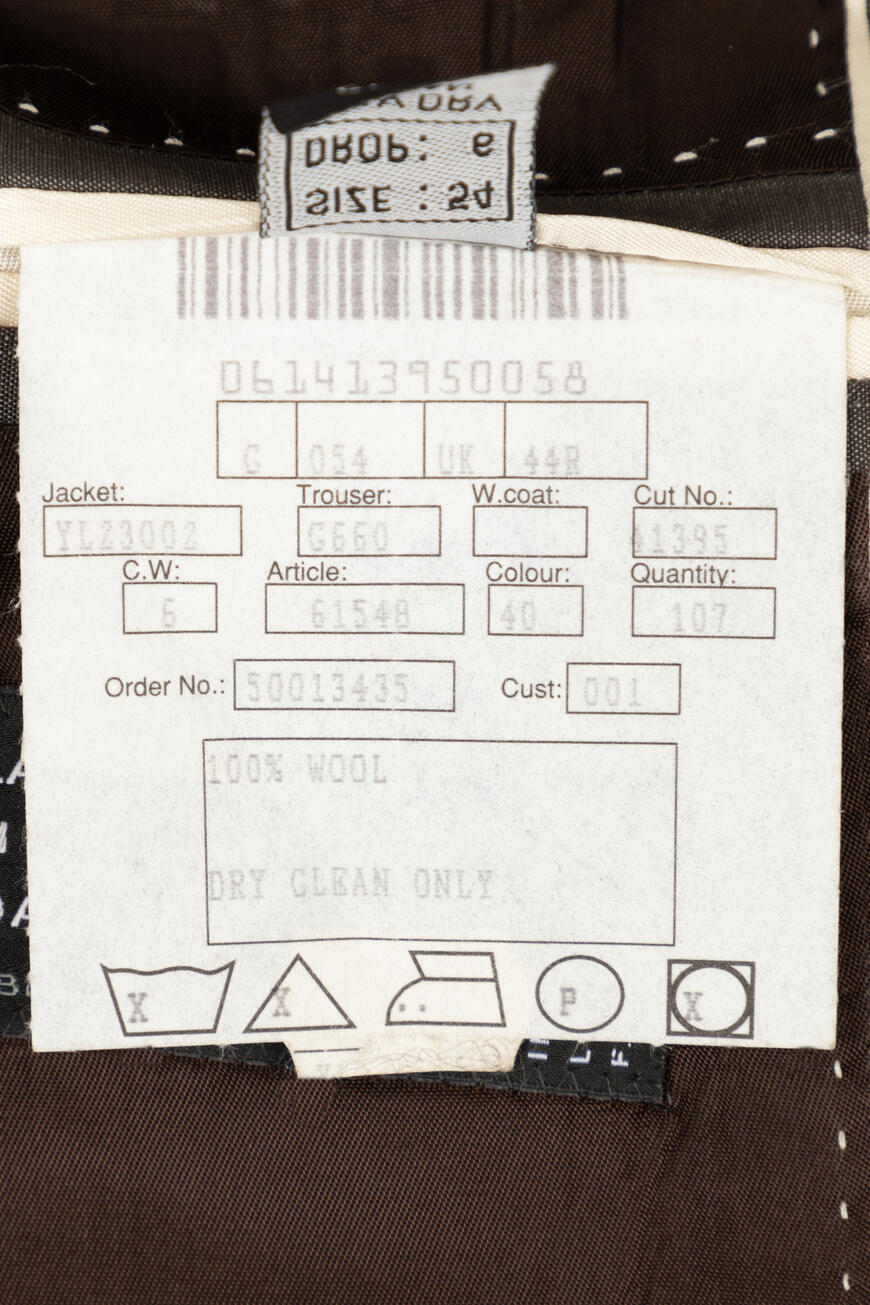 DRY
DROP: 6
SIZE : 54
061413950058
G 054 UK 44R
Jacket: Trouser: W.coat: Cut No.:
YL23002 G660 41395
C.W: Article: Colour: Quantity:
6 61548 40 107
Order No.: 50013435 Cust: 001
100% WOOL
DRY CLEAN ONLY
X X P X